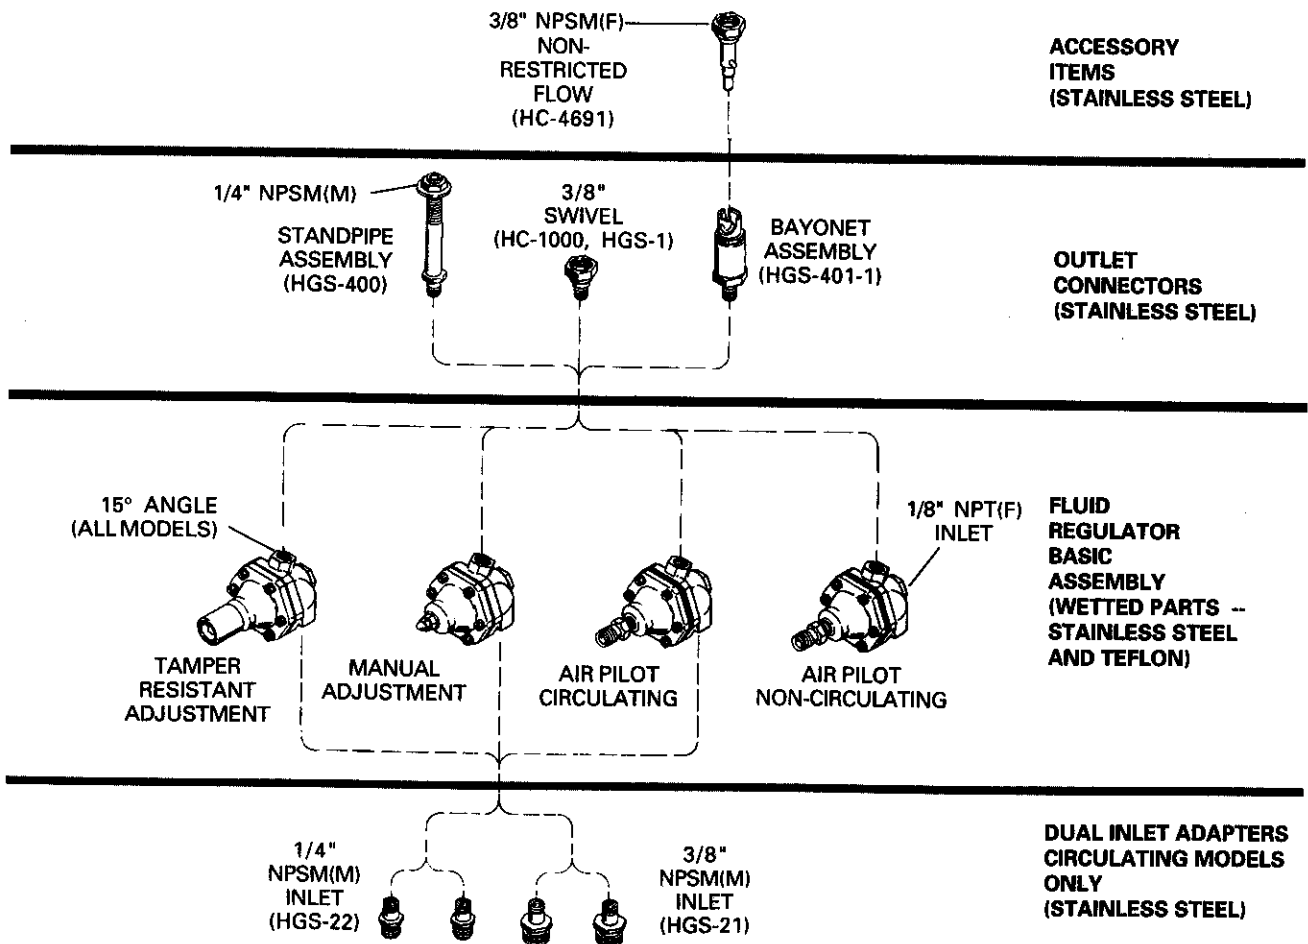 3/8" NPSM(F)
NON-
RESTRICTED
FLOW
(HC-4691)
ACCESSORY
ITEMS
(STAINLESS STEEL)
1/4" NPSM(M)
STANDPIPE
ASSEMBLY
(HGS-400)
3/8"
SWIVEL
(HC-1000, HGS-1)
BAYONET
ASSEMBLY
(HGS-401-1)
OUTLET
CONNECTORS
(STAINLESS STEEL)
15° ANGLE
(ALL MODELS)
1/8" NPT(F)
INLET
TAMPER
RESISTANT
ADJUSTMENT
MANUAL
ADJUSTMENT
AIR PILOT
CIRCULATING
AIR PILOT
NON-CIRCULATING
FLUID
REGULATOR
BASIC
ASSEMBLY
(WETTED PARTS --
STAINLESS STEEL
AND TEFLON)
1/4"
NPSM(M)
INLET
(HGS-22)
3/8"
NPSM(M)
INLET
(HGS-21)
DUAL INLET ADAPTERS
CIRCULATING MODELS
ONLY
(STAINLESS STEEL)